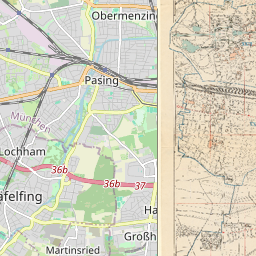 Obermenzing
Pasing
München
Lochham
36b
36b
37
afelfing
Ha
Großh
Martinsried